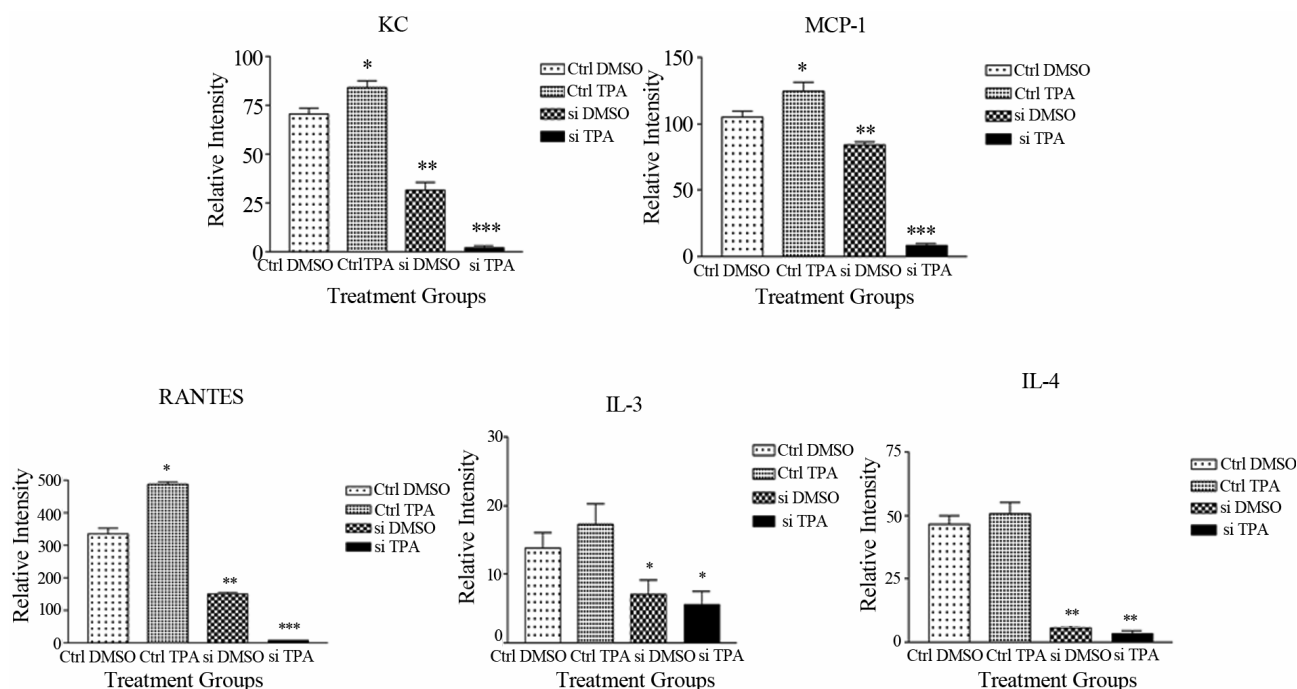 KC
100
75
50
25
0
Relative Intensity
*
**
***
Ctrl DMSO
CtrlTPA
si DMSO
si TPA
Treatment Groups
Ctrl DMSO
Ctrl TPA
si DMSO
si TPA
MCP-1
150
100
50
0
Relative Intensity
*
**
***
Ctrl DMSO
Ctrl TPA
si DMSO
si TPA
Treatment Groups
Ctrl DMSO
Ctrl TPA
si DMSO
si TPA
RANTES
500
400
300
200
100
0
Relative Intensity
*
**
***
Ctrl DMSO
Ctrl TPA
si DMSO
si TPA
Treatment Groups
Ctrl DMSO
Ctrl TPA
si DMSO
si TPA
IL-3
30
20
10
0
Relative Intensity
*
*
Ctrl DMSO
Ctrl TPA
si DMSO
si TPA
Treatment Groups
Ctrl DMSO
Ctrl TPA
si DMSO
si TPA
IL-4
75
50
25
0
Relative Intensity
**
**
Ctrl DMSO
Ctrl TPA
si DMSO
si TPA
Treatment Groups
Ctrl DMSO
Ctrl TPA
si DMSO
si TPA